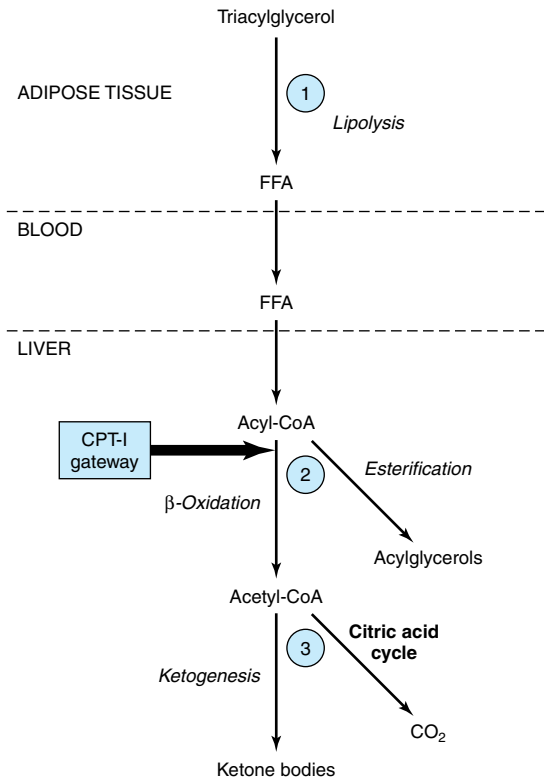 Triacylglycerol
ADIPOSE TISSUE
1
Lipolysis
FFA
BLOOD
FFA
LIVER
Acyl-CoA
CPT-I
gateway
2
Esterification
β-Oxidation
Acylglycerols
Acetyl-CoA
Citric acid
cycle
3
Ketogenesis
CO₂
Ketone bodies